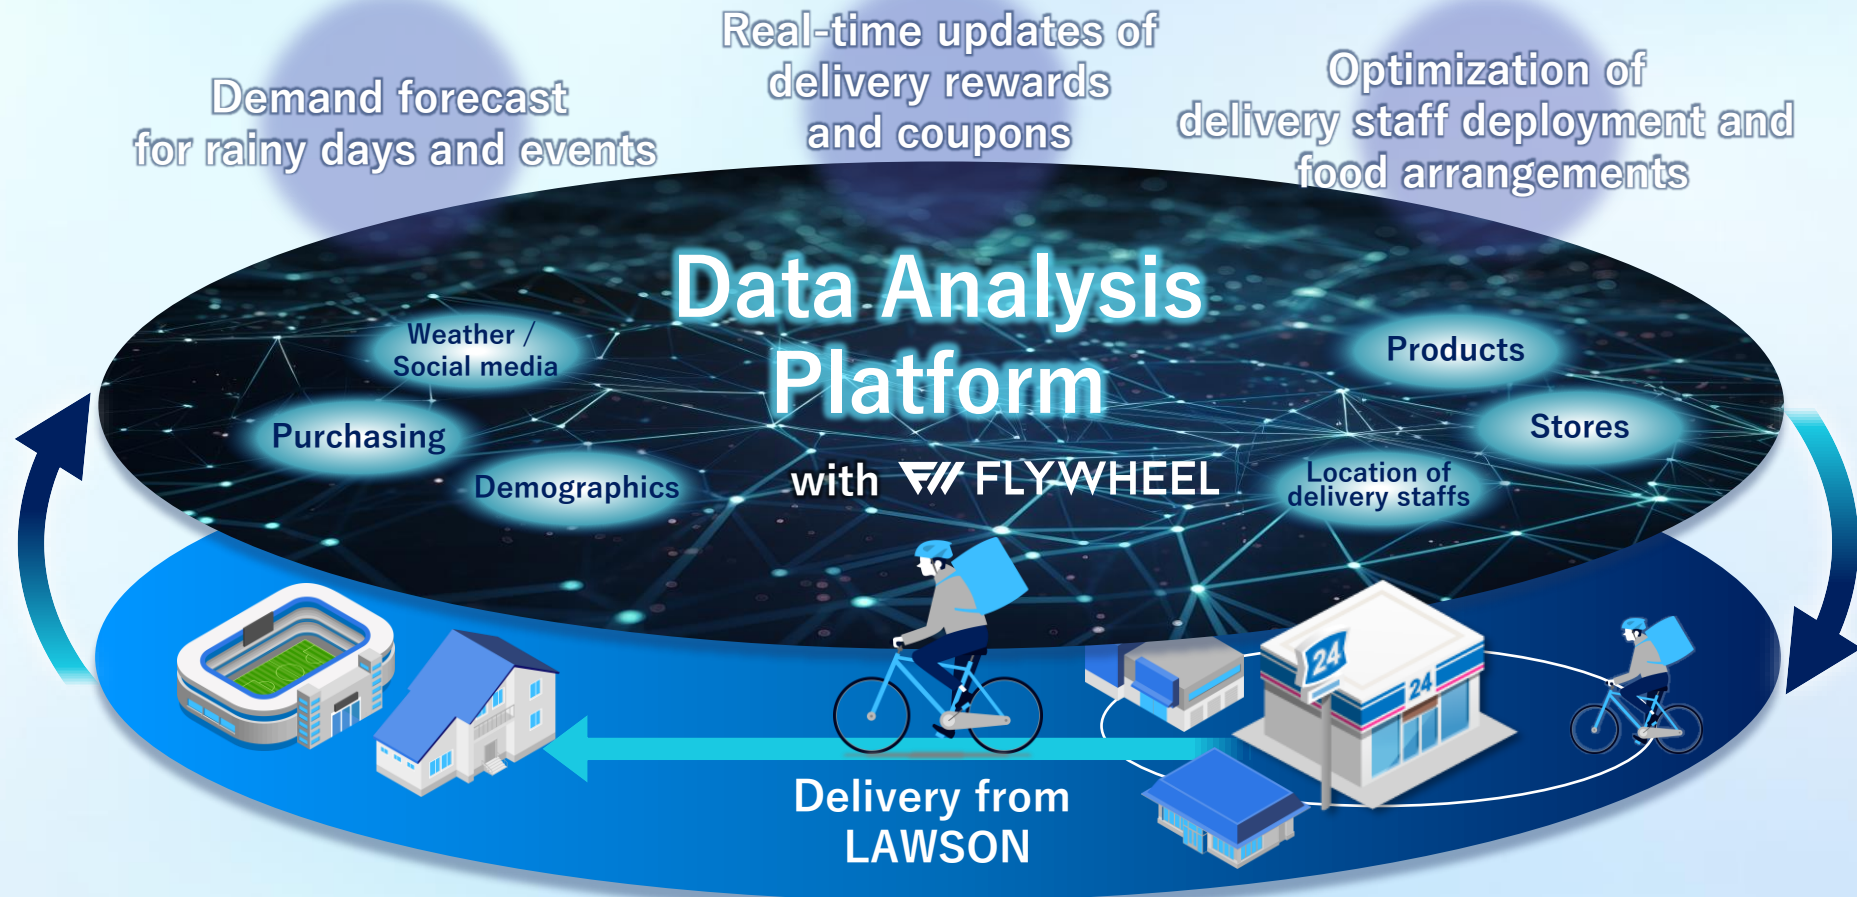 Demand forecast
for rainy days and events
Real-time updates of
delivery rewards
and coupons
Optimization of
delivery staff deployment and
food arrangements
Data Analysis
Platform
with FLYWHEEL
Weather /
Social media
Purchasing
Demographics
Products
Stores
Location of
delivery staffs
24
24
Delivery from
LAWSON